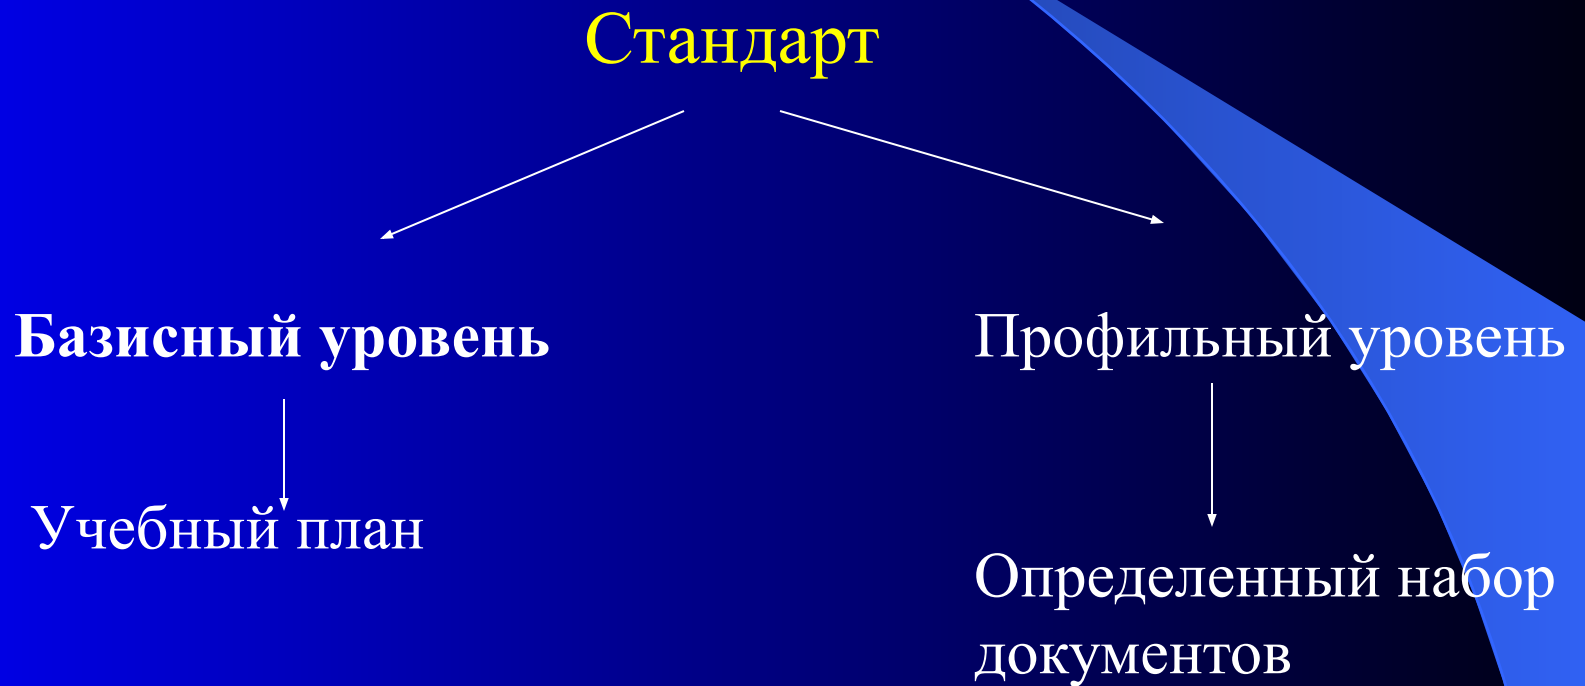 Стандарт
Базисный уровень
Профильный уровень
Учебный план
Определенный набор
документов